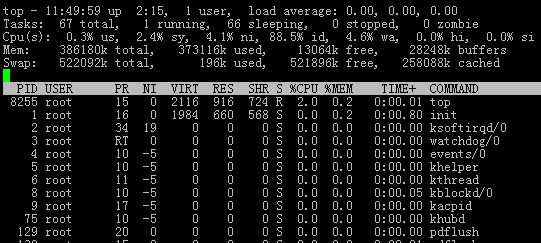 top - 11:49:59 up  2:15,  1 user,  load average: 0.00, 0.00, 0.00
Tasks:  67 total,   1 running,  66 sleeping,   0 stopped,   0 zombie
Cpu(s):  0.3% us,  2.4% sy,  4.1% ni, 88.5% id,  4.6% wa,  0.0% hi,  0.0% si
Mem:    386180k total,   373116k used,    13064k free,    28248k buffers
Swap:   522092k total,      196k used,   521896k free,   258088k cached
PID USER      PR  NI  VIRT  RES  SHR S %CPU %MEM    TIME+  COMMAND
8255 root      15   0  2116  916  724 R  2.0  0.2   0:00.01 top
1 root      16   0  1984  660  568 S  0.0  0.2   0:00.80 init
2 root      34  19     0    0    0 S  0.0  0.0   0:00.00 ksoftirqd/0
3 root      RT   0     0    0    0 S  0.0  0.0   0:00.00 watchdog/0
4 root      10  -5     0    0    0 S  0.0  0.0   0:00.00 events/0
5 root      10  -5     0    0    0 S  0.0  0.0   0:00.00 khelper
6 root      11  -5     0    0    0 S  0.0  0.0   0:00.00 kthread
8 root      10  -5     0    0    0 S  0.0  0.0   0:00.05 kblockd/0
9 root      17  -5     0    0    0 S  0.0  0.0   0:00.00 kacpid
75 root      10  -5     0    0    0 S  0.0  0.0   0:00.00 khubd
129 root      20   0     0    0    0 S  0.0  0.0   0:00.00 pdflush